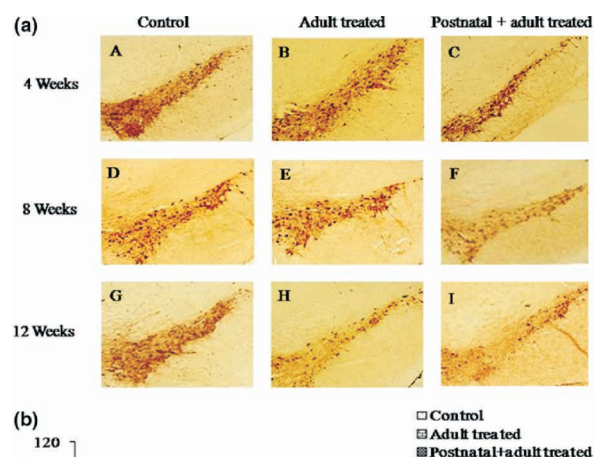 (a)
Control Adult treated Postnatal + adult treated
A B C
4 Weeks
D E F
8 Weeks
G H I
12 Weeks
(b)
Control
120
Adult treated
Postnatal+adult treated